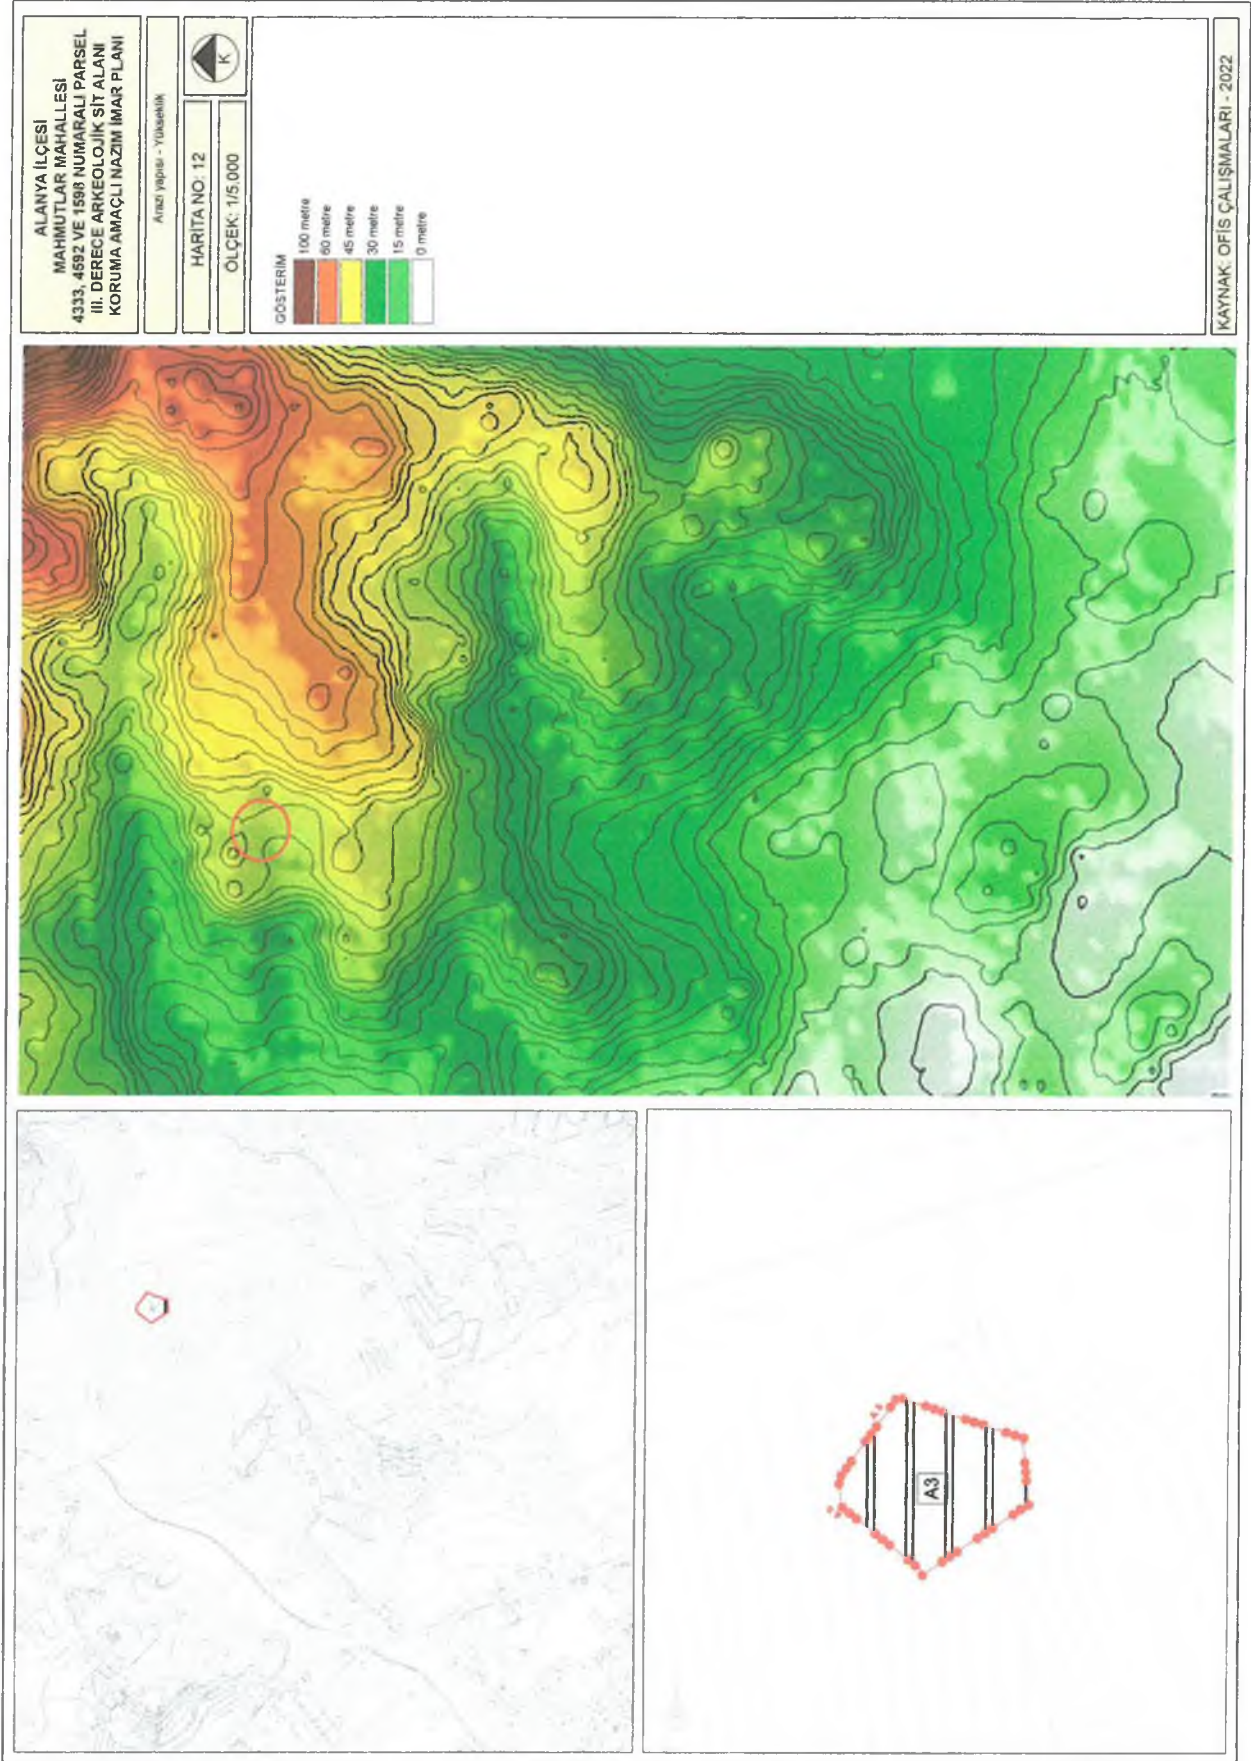 ALANYA İLÇESİ
MAHMUTLAR MAHALLESİ
4333, 4592 VE 1598 NUMARALI PARSEL
III. DERECE ARKEOLOJİK SİT ALANI
KORUMA AMAÇLI NAZIM İMAR PLANI
Arazi yapısı - Yükseklik
HARİTA NO: 12
ÖLÇEK: 1/5.000
K
GÖSTERİM
100 metre
60 metre
45 metre
30 metre
15 metre
0 metre
KAYNAK: OFİS ÇALIŞMALARI - 2022
A3